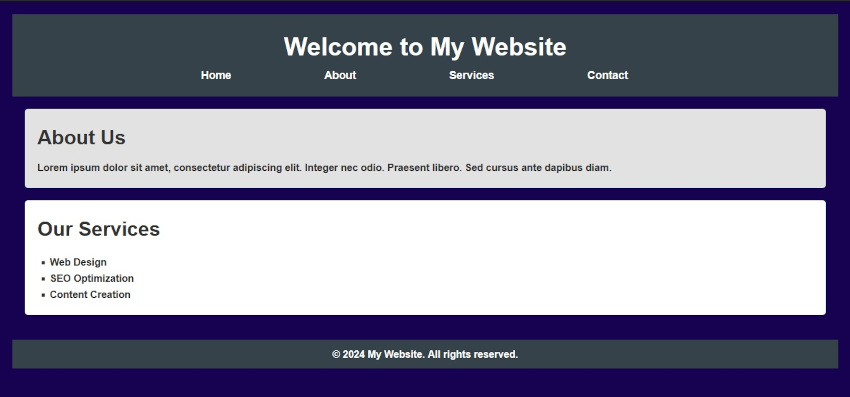 Welcome to My Website
Home About Services Contact
About Us
Lorem ipsum dolor sit amet, consectetur adipiscing elit. Integer nec odio. Praesent libero. Sed cursus ante dapibus diam.
Our Services
Web Design
SEO Optimization
Content Creation
© 2024 My Website. All rights reserved.